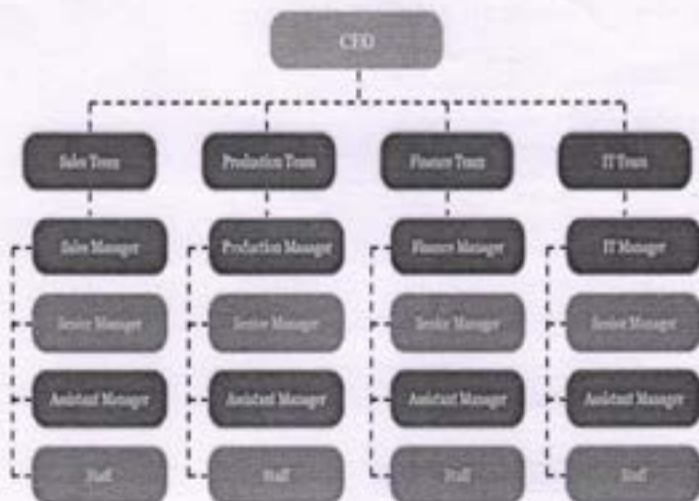 CEO
Sales Team
Production Team
Finance Team
IT Team
Sales Manager
Production Manager
Finance Manager
IT Manager
Senior Manager
Senior Manager
Senior Manager
Senior Manager
Assistant Manager
Assistant Manager
Assistant Manager
Assistant Manager
Staff
Staff
Staff
Staff